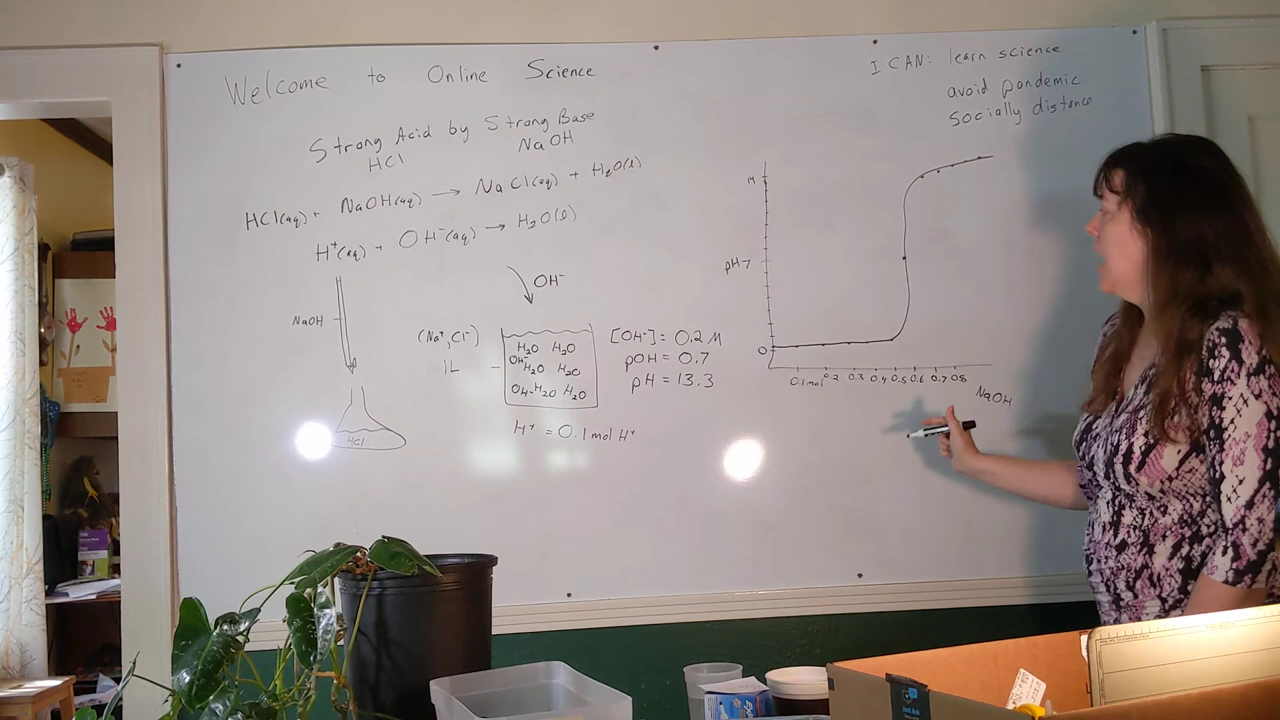 Welcome to Online Science
I CAN: learn science
avoid pandemic
socially distance
Strong Acid by Strong Base
HCl NaOH
HCl(aq) + NaOH(aq) → NaCl(aq) + H₂O(l)
H⁺(aq) + OH⁻(aq) → H₂O(l)
OH⁻
NaOH
HCl
(Na⁺, Cl⁻)
1L
H₂O H₂O
OH⁻ H₂O H₂O
OH⁻ H₂O H₂O
[OH⁻] = 0.2 M
pOH = 0.7
pH = 13.3
H⁺ = 0.1 mol H⁺
14
pH 7
0
0.1mol 0.2 0.3 0.4 0.5 0.6 0.7 0.8
NaOH